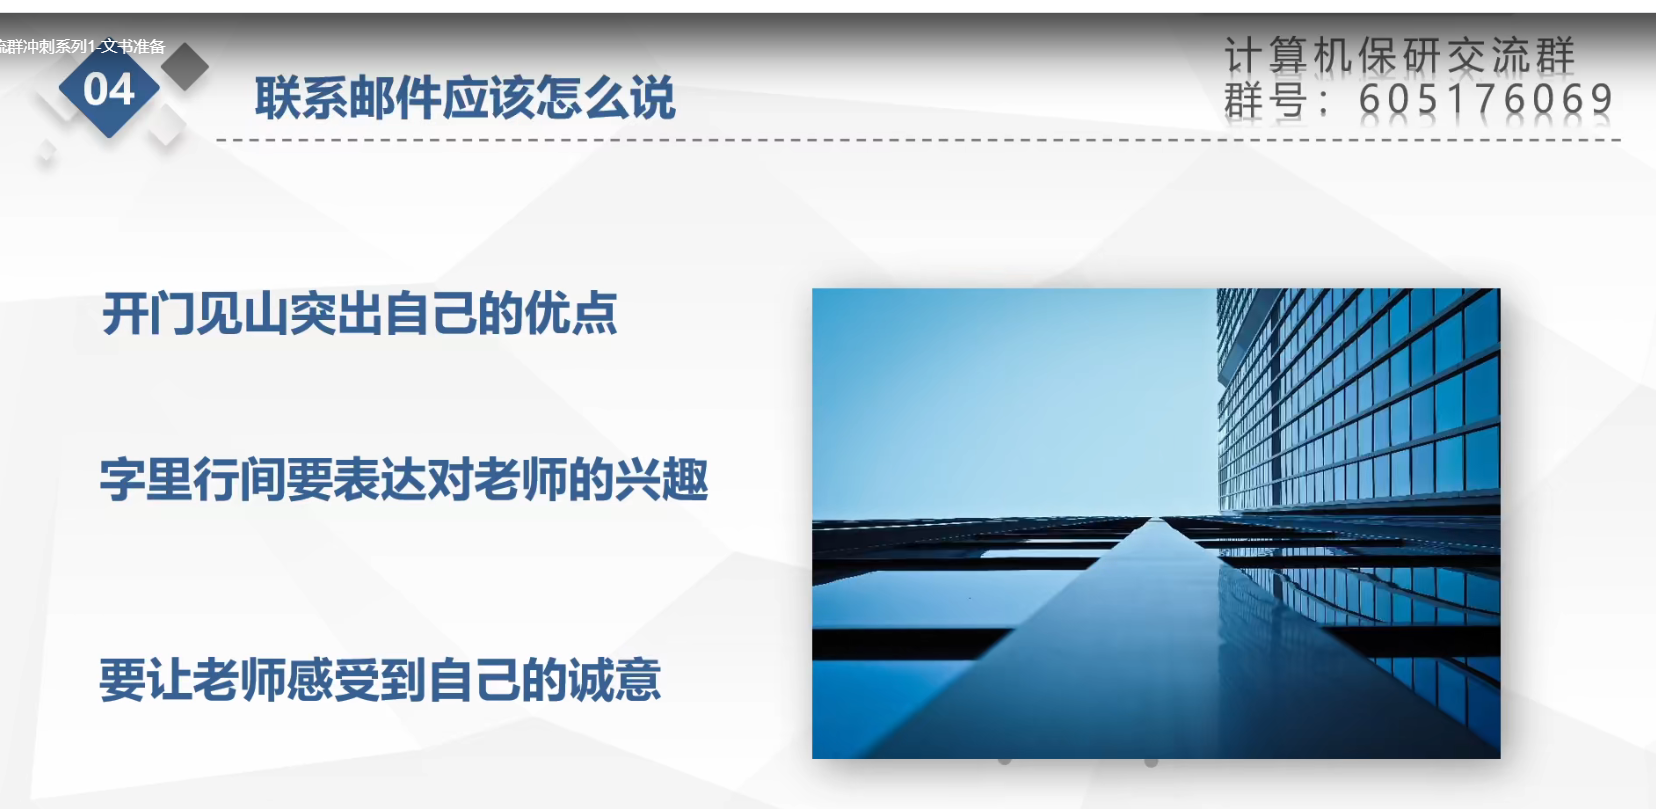 流群冲刺系列1-文书准备
04
联系邮件应该怎么说
计算机保研交流群
群号：605176069
开门见山突出自己的优点
字里行间要表达对老师的兴趣
要让老师感受到自己的诚意